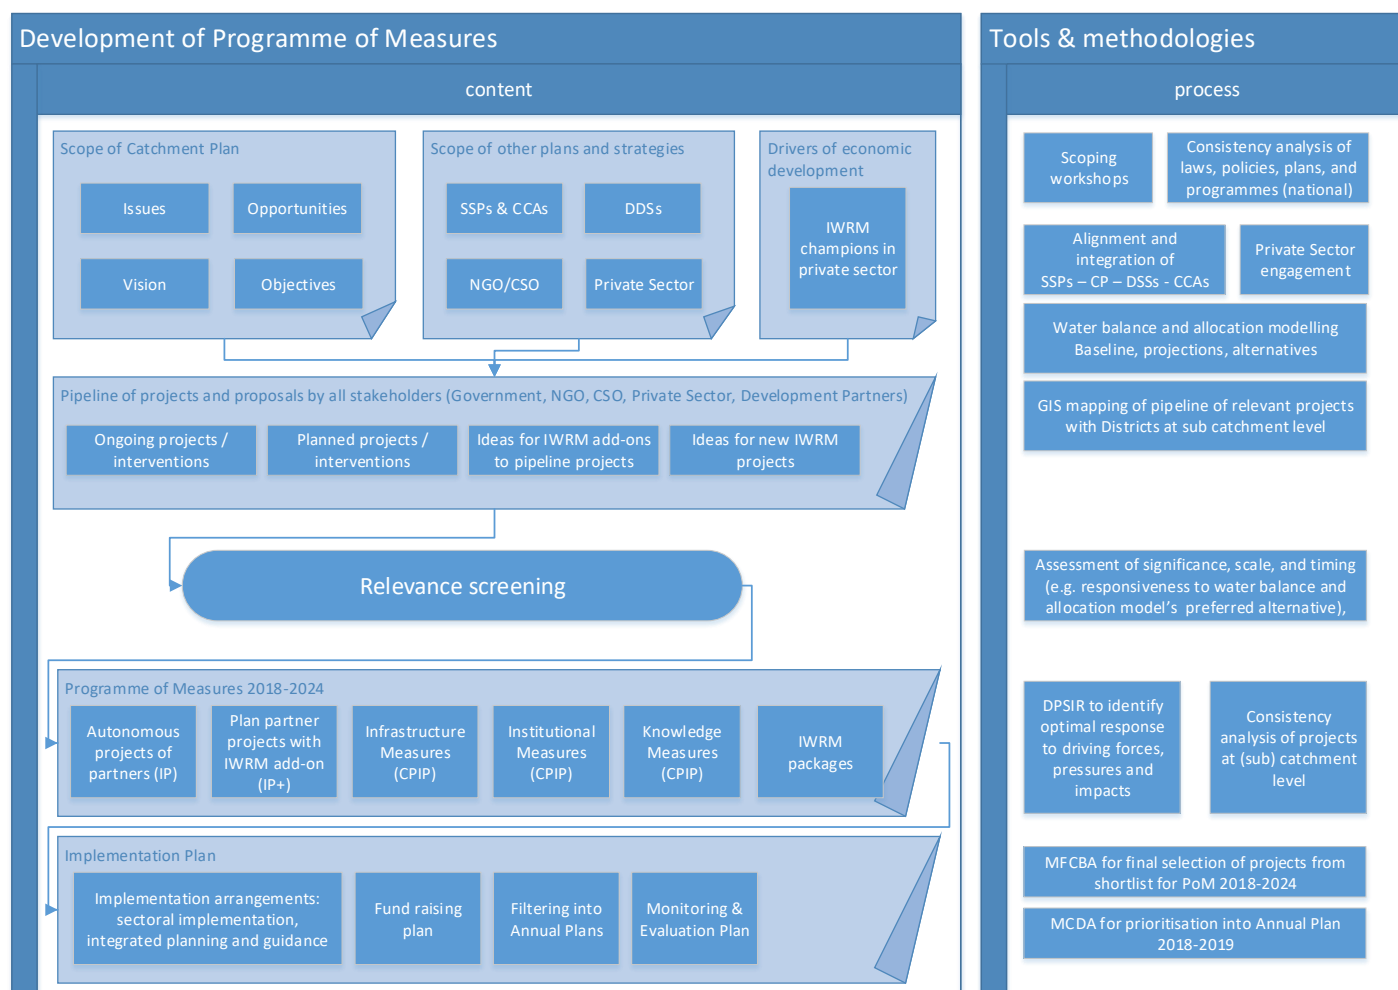 Development of Programme of Measures
content
Scope of Catchment Plan
Issues
Opportunities
Vision
Objectives
Scope of other plans and strategies
SSPs & CCAs
DDSs
NGO/CSO
Private Sector
Drivers of economic
development
IWRM
champions in
private sector
Pipeline of projects and proposals by all stakeholders (Government, NGO, CSO, Private Sector, Development Partners)
Ongoing projects /
interventions
Planned projects /
interventions
Ideas for IWRM add-ons
to pipeline projects
Ideas for new IWRM
projects
Relevance screening
Programme of Measures 2018-2024
Autonomous
projects of
partners (IP)
Plan partner
projects with
IWRM add-on
(IP+)
Infrastructure
Measures
(CPIP)
Institutional
Measures
(CPIP)
Knowledge
Measures
(CPIP)
IWRM
packages
Implementation Plan
Implementation arrangements:
sectoral implementation,
integrated planning and guidance
Fund raising
plan
Filtering into
Annual Plans
Monitoring &
Evaluation Plan
Tools & methodologies
process
Scoping
workshops
Consistency analysis of
laws, policies, plans, and
programmes (national)
Alignment and
integration of
SSPs – CP – DSSs - CCAs
Private Sector
engagement
Water balance and allocation modelling
Baseline, projections, alternatives
GIS mapping of pipeline of relevant projects
with Districts at sub catchment level
Assessment of significance, scale, and timing
(e.g. responsiveness to water balance and
allocation model's preferred alternative),
DPSIR to identify
optimal response
to driving forces,
pressures and
impacts
Consistency
analysis of projects
at (sub) catchment
level
MFCBA for final selection of projects from
shortlist for PoM 2018-2024
MCDA for prioritisation into Annual Plan
2018-2019